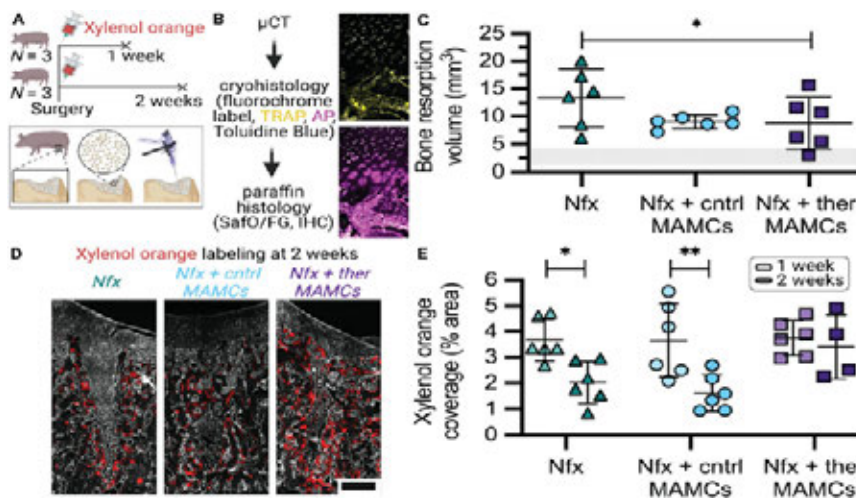 A
Xylenol orange
N = 3
1 week
N = 3
Surgery
2 weeks
B
µCT
cryohistology
(fluorochrome
label, TRAP, AP,
Toluidine Blue)
paraffin
histology
(SafO/FG, IHC)
C
*
Bone resorption
volume (mm³)
25
20
15
10
5
0
Nfx
Nfx + cntrl
MAMCs
Nfx + ther
MAMCs
D
Xylenol orange labeling at 2 weeks
Nfx
Nfx + cntrl
MAMCs
Nfx + ther
MAMCs
E
*
**
1 week
2 weeks
Xylenol orange
coverage (% area)
6
5
4
3
2
1
0
Nfx
Nfx + cntrl
MAMCs
Nfx + ther
MAMCs